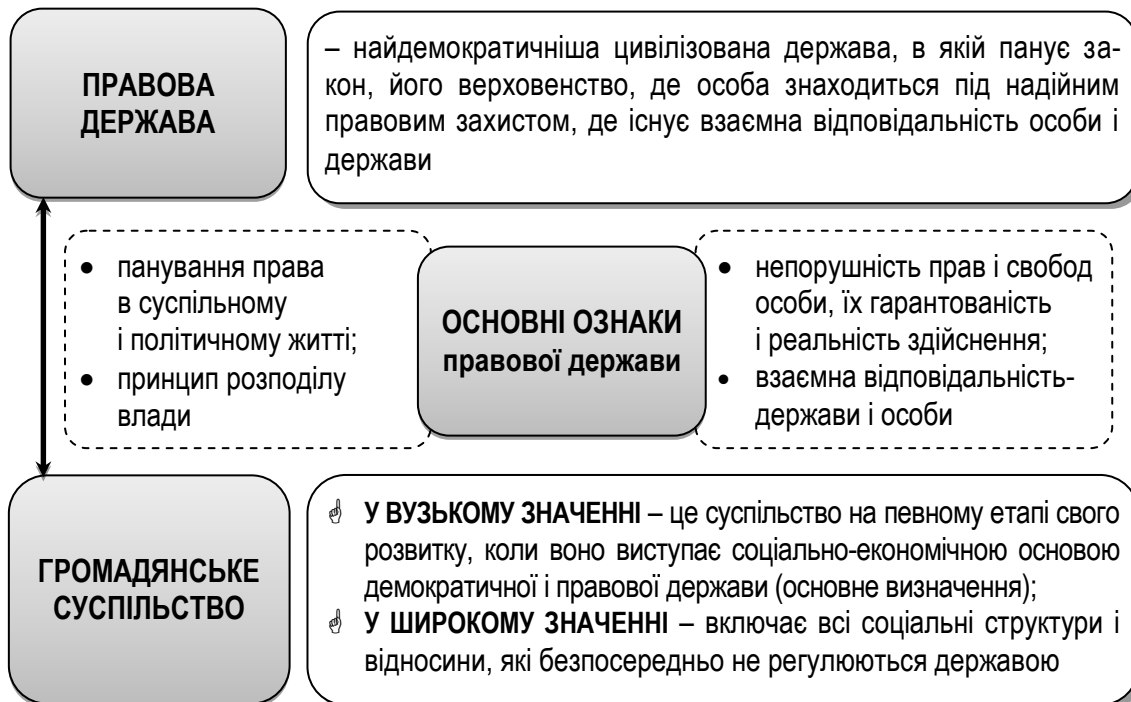 ПРАВОВА
ДЕРЖАВА
– найдемократичніша цивілізована держава, в якій панує за-
кон, його верховенство, де особа знаходиться під надійним
правовим захистом, де існує взаємна відповідальність особи і
держави
• панування права
в суспільному
і політичному житті;
• принцип розподілу
влади
ОСНОВНІ ОЗНАКИ
правової держави
• непорушність прав і свобод
особи, їх гарантованість
і реальність здійснення;
• взаємна відповідальність-
держави і особи
ГРОМАДЯНСЬКЕ
СУСПІЛЬСТВО
У ВУЗЬКОМУ ЗНАЧЕННІ – це суспільство на певному етапі свого
розвитку, коли воно виступає соціально-економічною основою
демократичної і правової держави (основне визначення);
У ШИРОКОМУ ЗНАЧЕННІ – включає всі соціальні структури і
відносини, які безпосередньо не регулюються державою